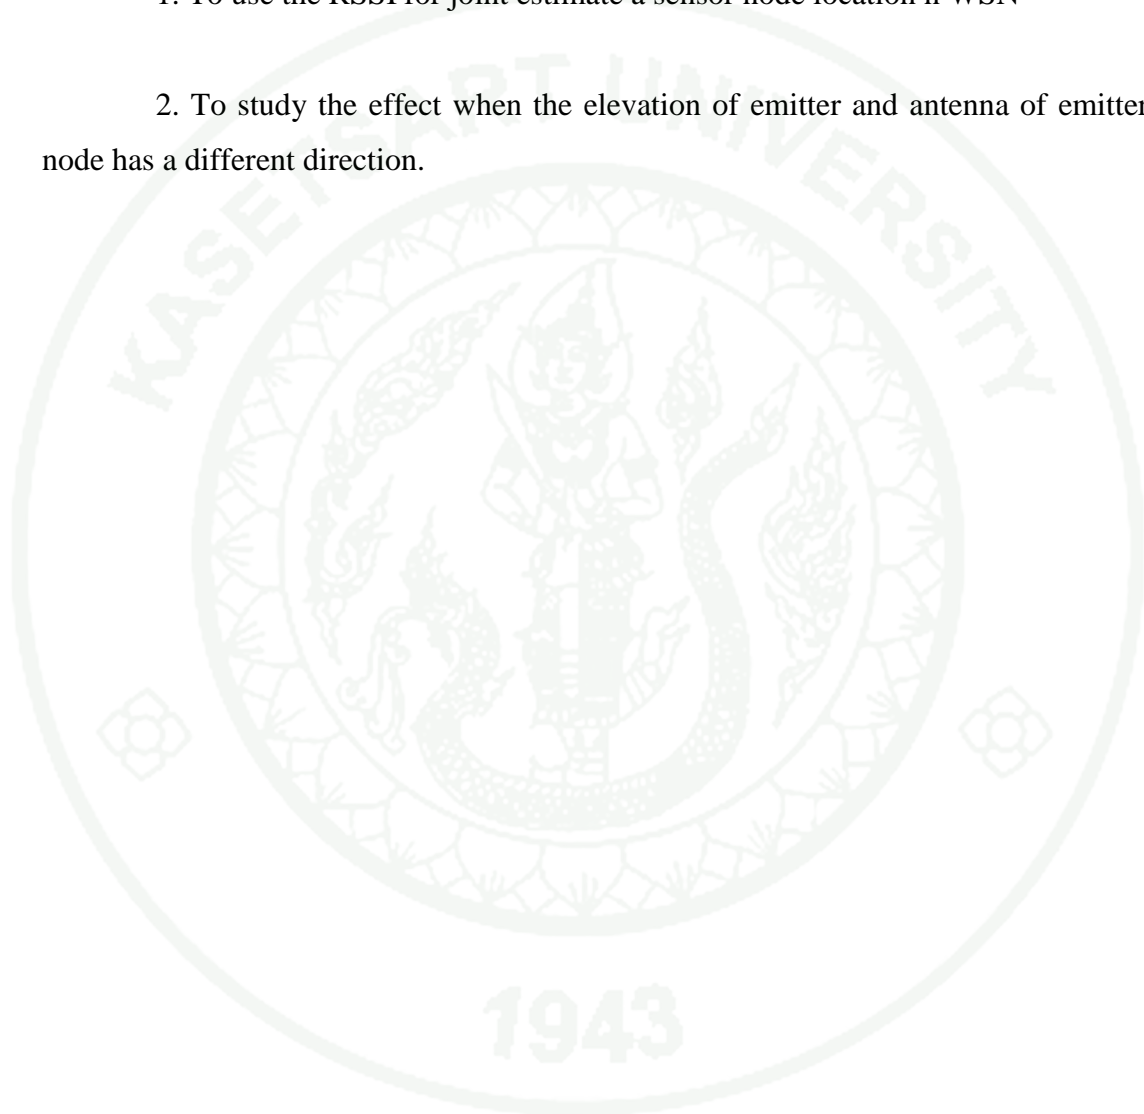 1. To use the RSSI for joint estimate a sensor node location WSN
2. To study the effect when the elevation of emitter and antenna of emitter
node has a different direction.
KASETSART UNIVERSITY
1943